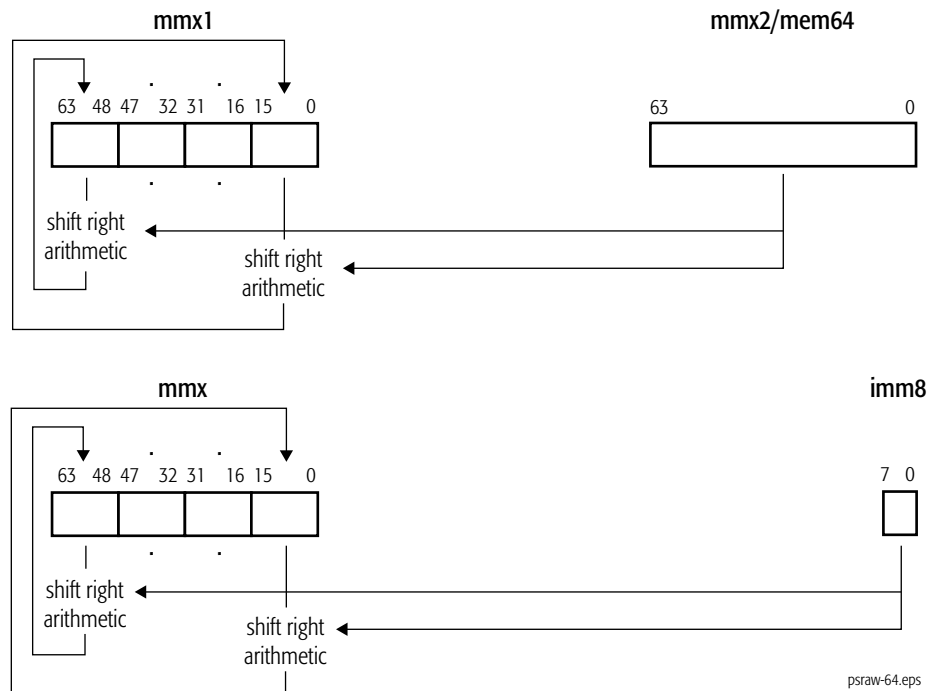 mmx1 mmx2/mem64
. .
63 48 47 32 31 16 15 0 63 0
. .
shift right
arithmetic
shift right
arithmetic
mmx imm8
. .
63 48 47 32 31 16 15 0 7 0
. .
shift right
arithmetic
shift right
arithmetic
psraw-64.eps